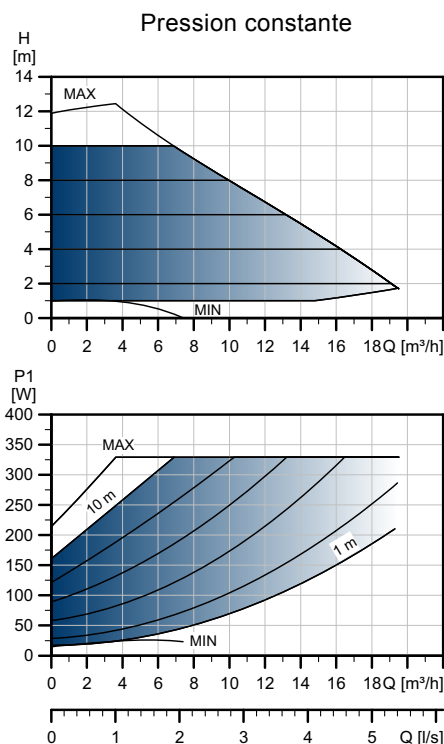 Pression constante
H
[m]
14
MAX
12
10
8
6
4
2
MIN
0
0 2 4 6 8 10 12 14 16 18 Q [m³/h]
P1
[W]
400
350
MAX
300
10 m
250
200
150
1 m
100
50
MIN
0
0 2 4 6 8 10 12 14 16 18 Q [m³/h]
0 1 2 3 4 5 Q [l/s]